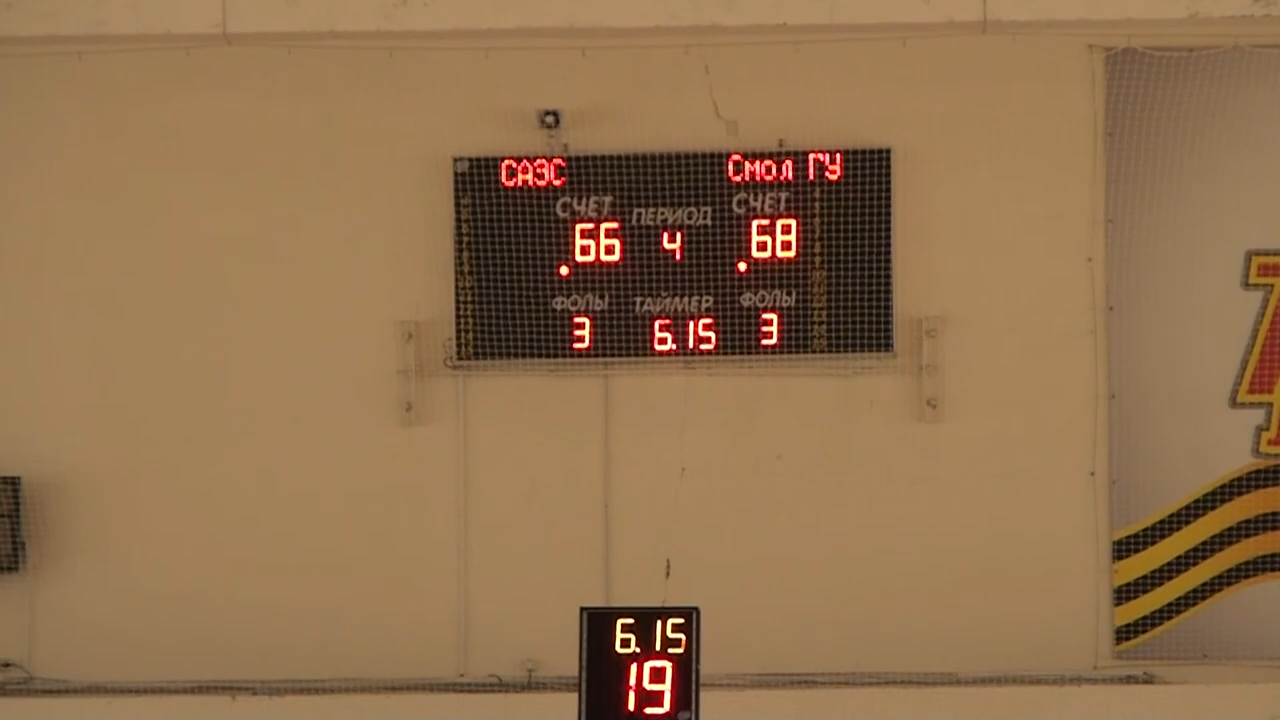 САЭС Смол ГУ
СЧЕТ ПЕРИОД СЧЕТ
.66 4 .68
ФОЛЫ ТАЙМЕР ФОЛЫ
3 6.15 3
6.15
19